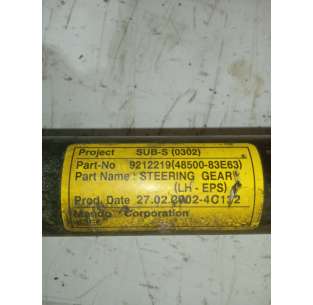 Project SUB-S (0302)
Part-No 9212219(48500-83E63)
Part Name : STEERING GEAR
(LH - EPS)
Prod. Date 27.02.2002-4C122
Mando Corporation